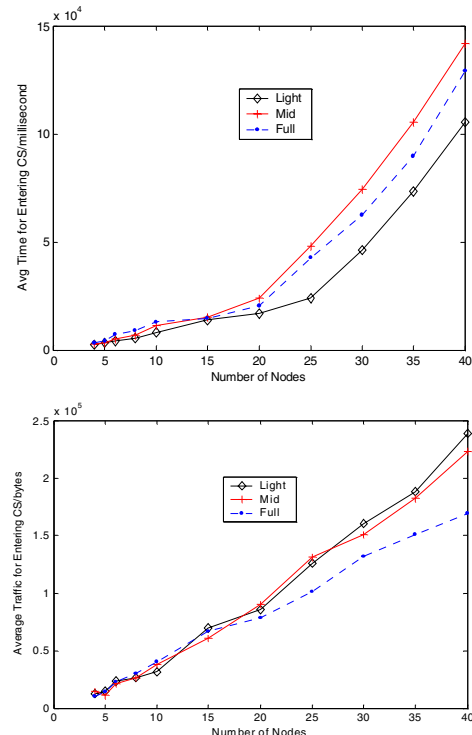 x 10^4
15
10
5
0
Avg Time for Entering CS/millisecond
Light
Mid
Full
0 5 10 15 20 25 30 35 40
Number of Nodes
x 10^5
2.5
2
1.5
1
0.5
0
Average Traffic for Entering CS/bytes
Light
Mid
Full
0 5 10 15 20 25 30 35 40
Number of Nodes